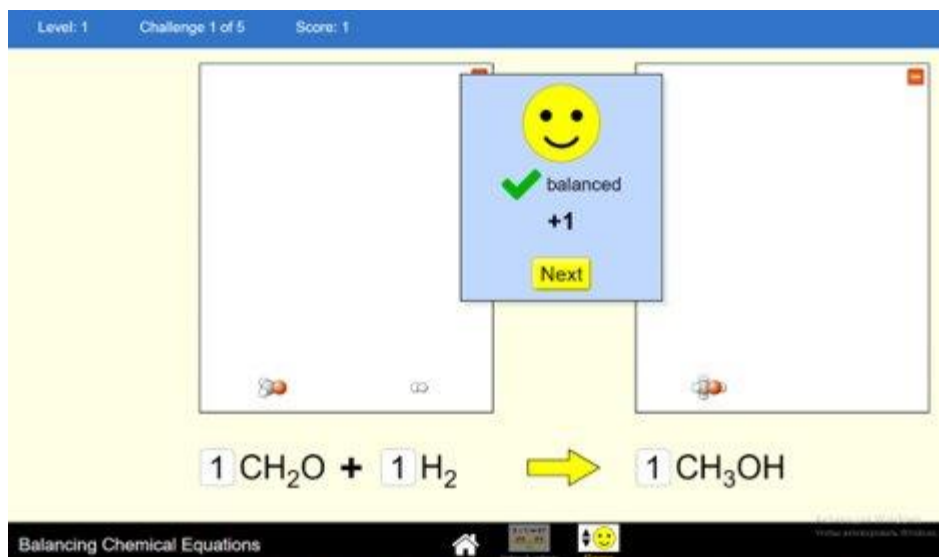 Level: 1 Challenge 1 of 5 Score: 1
balanced
+1
Next
1 CH₂O + 1 H₂ 1 CH₃OH
Balancing Chemical Equations